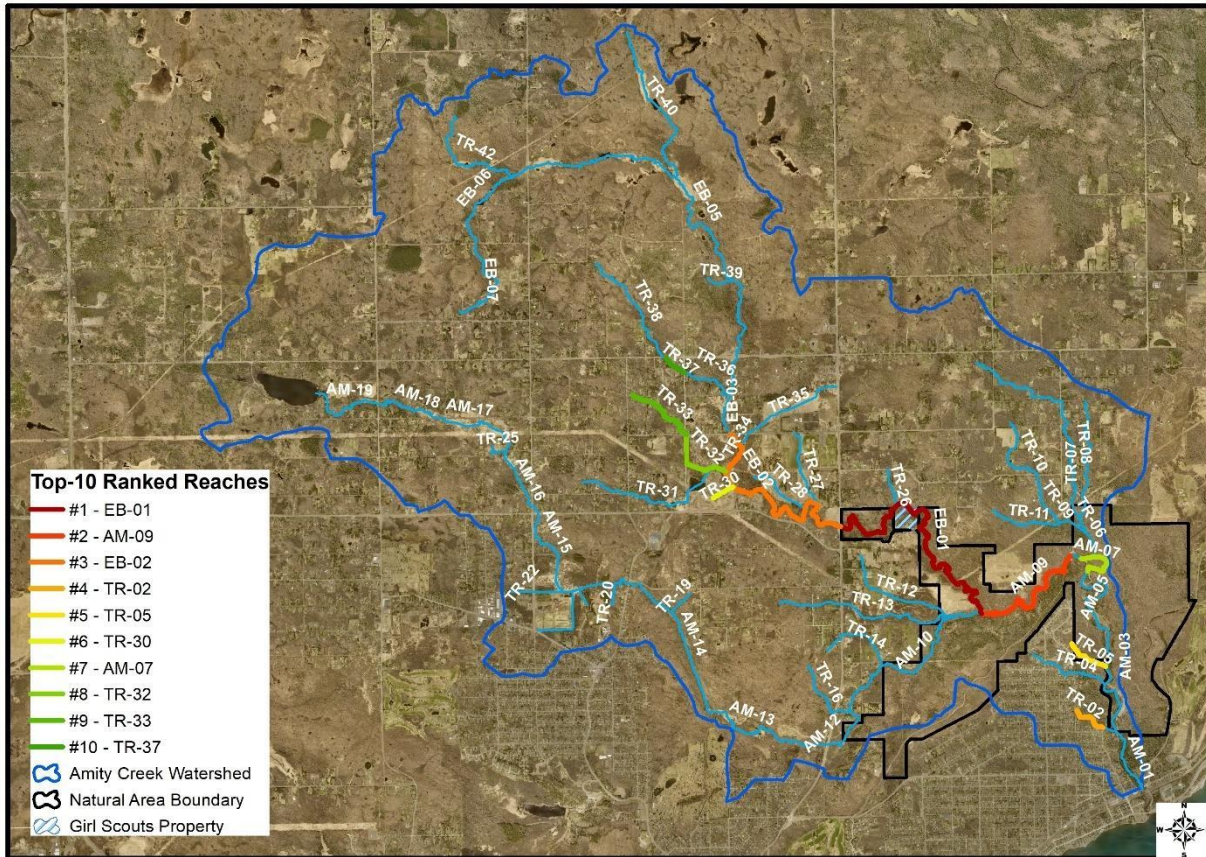 TR-40
TR-42
EB-06
EB-05
EB-07
TR-39
TR-38
TR-37
TR-36
EB-03
TR-35
TR-34
TR-33
TR-32
TR-30
TR-31
EB-02
TR-28
TR-27
TR-26
EB-01
AM-19
AM-18
AM-17
TR-25
AM-16
AM-15
TR-22
TR-20
TR-19
AM-14
AM-13
AM-12
TR-16
TR-14
AM-10
TR-13
TR-12
AM-09
TR-11
TR-10
TR-09
TR-07
TR-08
TR-06
AM-07
AM-05
AM-03
TR-05
TR-04
TR-02
AM-01
Top-10 Ranked Reaches
#1 - EB-01
#2 - AM-09
#3 - EB-02
#4 - TR-02
#5 - TR-05
#6 - TR-30
#7 - AM-07
#8 - TR-32
#9 - TR-33
#10 - TR-37
Amity Creek Watershed
Natural Area Boundary
Girl Scouts Property
N
W E
S